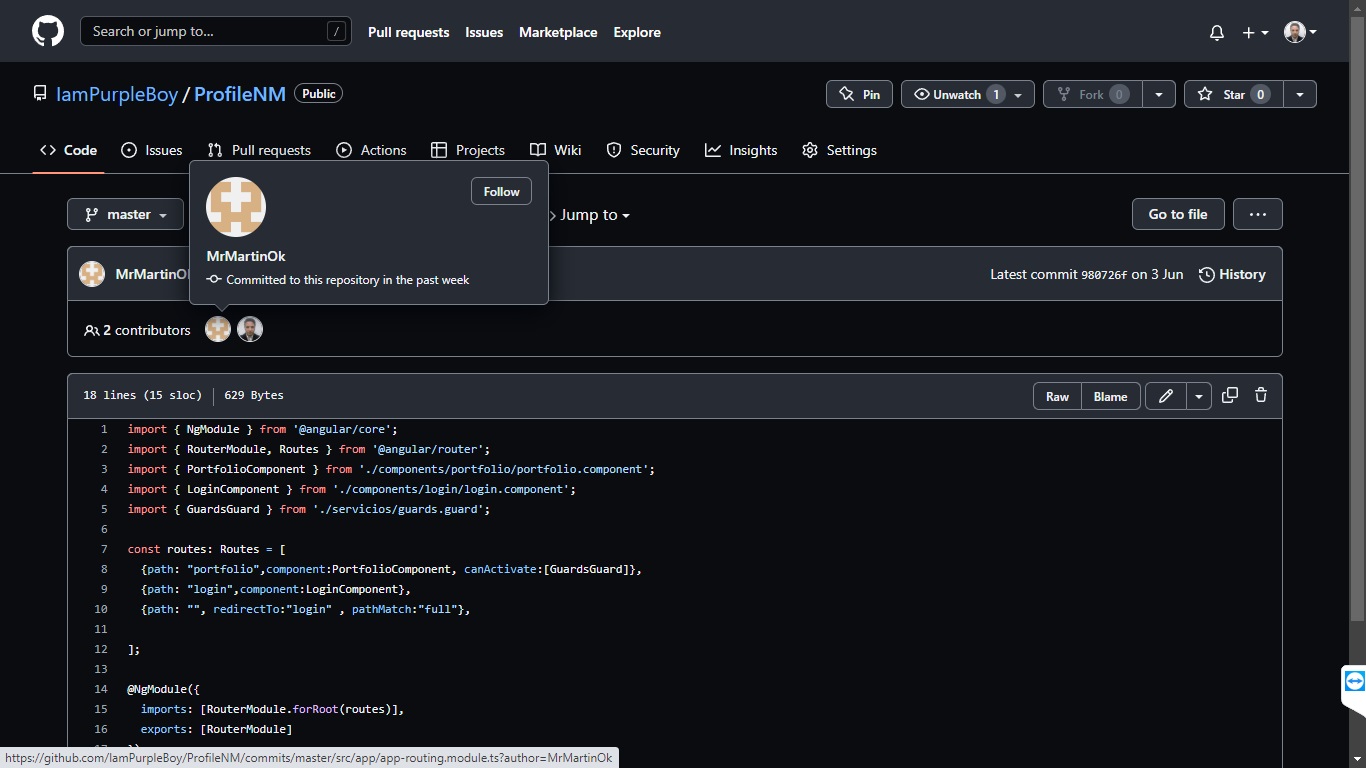 Search or jump to... /
Pull requests Issues Marketplace Explore
IamPurpleBoy / ProfileNM Public
Pin Unwatch 1 Fork 0 Star 0
Code Issues Pull requests Actions Projects Wiki Security Insights Settings
Follow
master Jump to Go to file ...
MrMartinOk
Committed to this repository in the past week
MrMartinO Latest commit 980726f on 3 Jun History
2 contributors
18 lines (15 sloc) 629 Bytes Raw Blame
1 import { NgModule } from '@angular/core';
2 import { RouterModule, Routes } from '@angular/router';
3 import { PortfolioComponent } from './components/portfolio/portfolio.component';
4 import { LoginComponent } from './components/login/login.component';
5 import { GuardsGuard } from './servicios/guards.guard';
6
7 const routes: Routes = [
8 {path: "portfolio",component:PortfolioComponent, canActivate:[GuardsGuard]},
9 {path: "login",component:LoginComponent},
10 {path: "", redirectTo:"login" , pathMatch:"full"},
11
12 ];
13
14 @NgModule({
15 imports: [RouterModule.forRoot(routes)],
16 exports: [RouterModule]
https://github.com/IamPurpleBoy/ProfileNM/commits/master/src/app/app-routing.module.ts?author=MrMartinOk